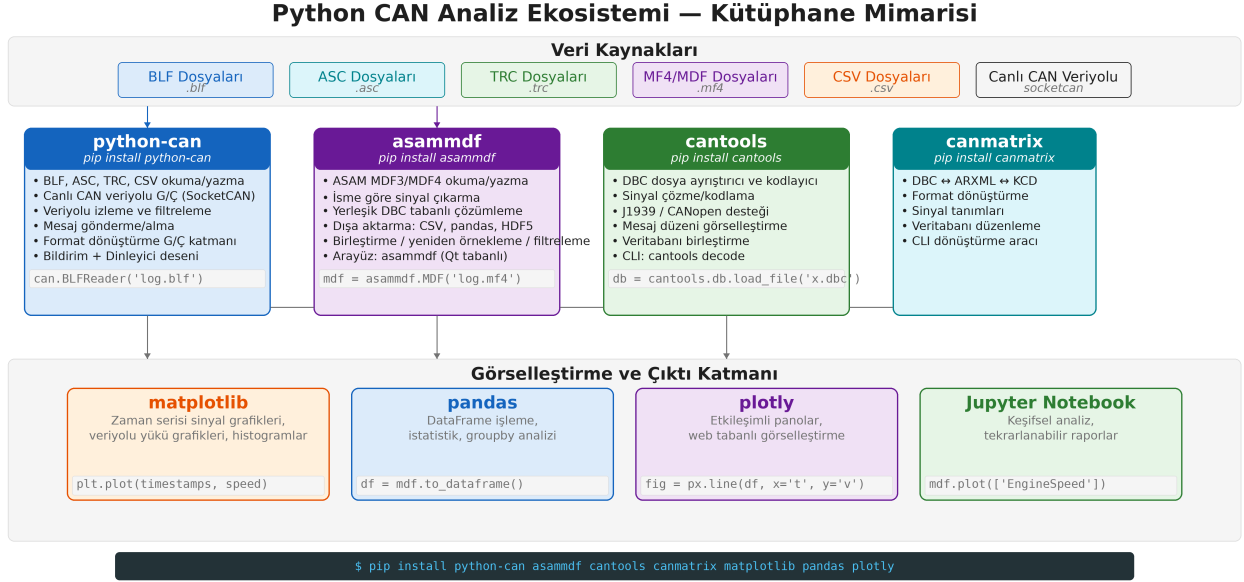 Python CAN Analiz Ekosistemi — Kütüphane Mimarisi
Veri Kaynakları
BLF Dosyaları
.blf
ASC Dosyaları
.asc
TRC Dosyaları
.trc
MF4/MDF Dosyaları
.mf4
CSV Dosyaları
.csv
Canlı CAN Veriyolu
socketcan
python-can
pip install python-can
• BLF, ASC, TRC, CSV okuma/yazma
• Canlı CAN veriyolu G/Ç (SocketCAN)
• Veriyolu izleme ve filtreleme
• Mesaj gönderme/alma
• Format dönüştürme G/Ç katmanı
• Bildirim + Dinleyici deseni
can.BLFReader('log.blf')
asammdf
pip install asammdf
• ASAM MDF3/MDF4 okuma/yazma
• İsme göre sinyal çıkarma
• Yerleşik DBC tabanlı çözümleme
• Dışa aktarma: CSV, pandas, HDF5
• Birleştirme / yeniden örnekleme / filtreleme
• Arayüz: asammdf (Qt tabanlı)
mdf = asammdf.MDF('log.mf4')
cantools
pip install cantools
• DBC dosya ayrıştırıcı ve kodlayıcı
• Sinyal çözme/kodlama
• J1939 / CANopen desteği
• Mesaj düzeni görselleştirme
• Veritabanı birleştirme
• CLI: cantools decode
db = cantools.db.load_file('x.dbc')
canmatrix
pip install canmatrix
• DBC ↔ ARXML ↔ KCD
• Format dönüştürme
• Sinyal tanımları
• Veritabanı düzenleme
• CLI dönüştürme aracı
Görselleştirme ve Çıktı Katmanı
matplotlib
Zaman serisi sinyal grafikleri,
veriyolu yükü grafikleri, histogramlar
plt.plot(timestamps, speed)
pandas
DataFrame işleme,
istatistik, groupby analizi
df = mdf.to_dataframe()
plotly
Etkileşimli panolar,
web tabanlı görselleştirme
fig = px.line(df, x='t', y='v')
Jupyter Notebook
Keşifsel analiz,
tekrarlanabilir raporlar
mdf.plot(['EngineSpeed'])
$ pip install python-can asammdf cantools canmatrix matplotlib pandas plotly